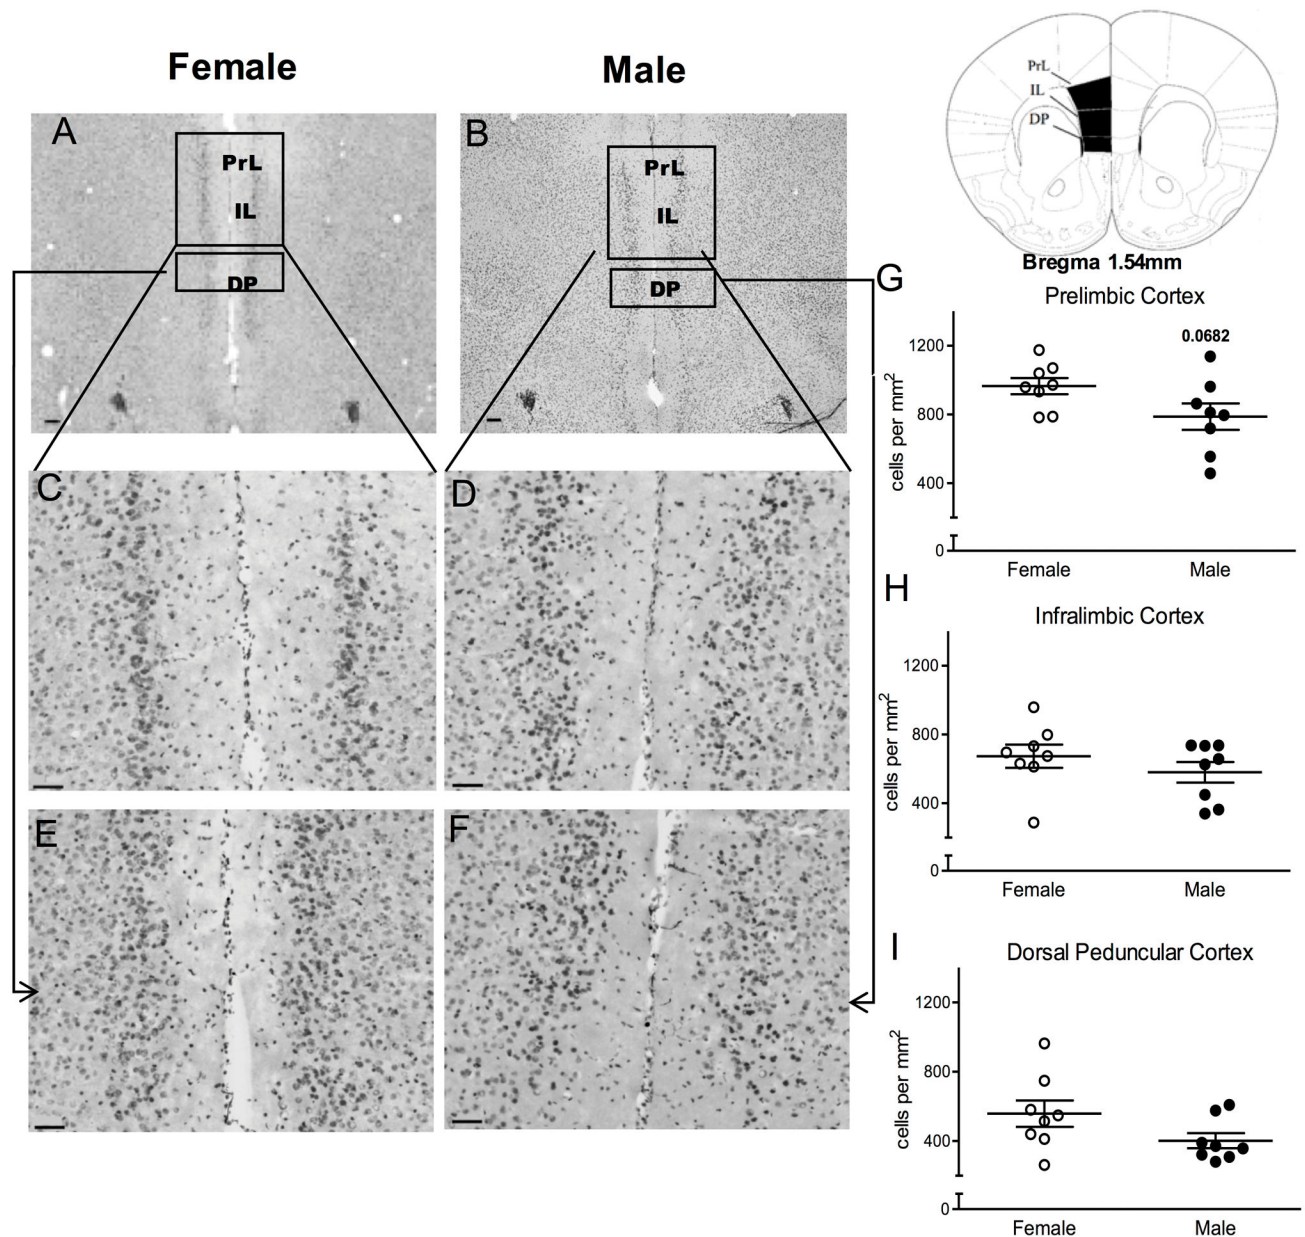 Female
Male
A
PrL
IL
DP
B
PrL
IL
DP
C
D
E
F
PrL
IL
DP
Bregma 1.54mm
G
Prelimbic Cortex
0.0682
cells per mm2
1200
800
400
0
Female
Male
H
Infralimbic Cortex
cells per mm2
1200
800
400
0
Female
Male
I
Dorsal Peduncular Cortex
cells per mm2
1200
800
400
0
Female
Male